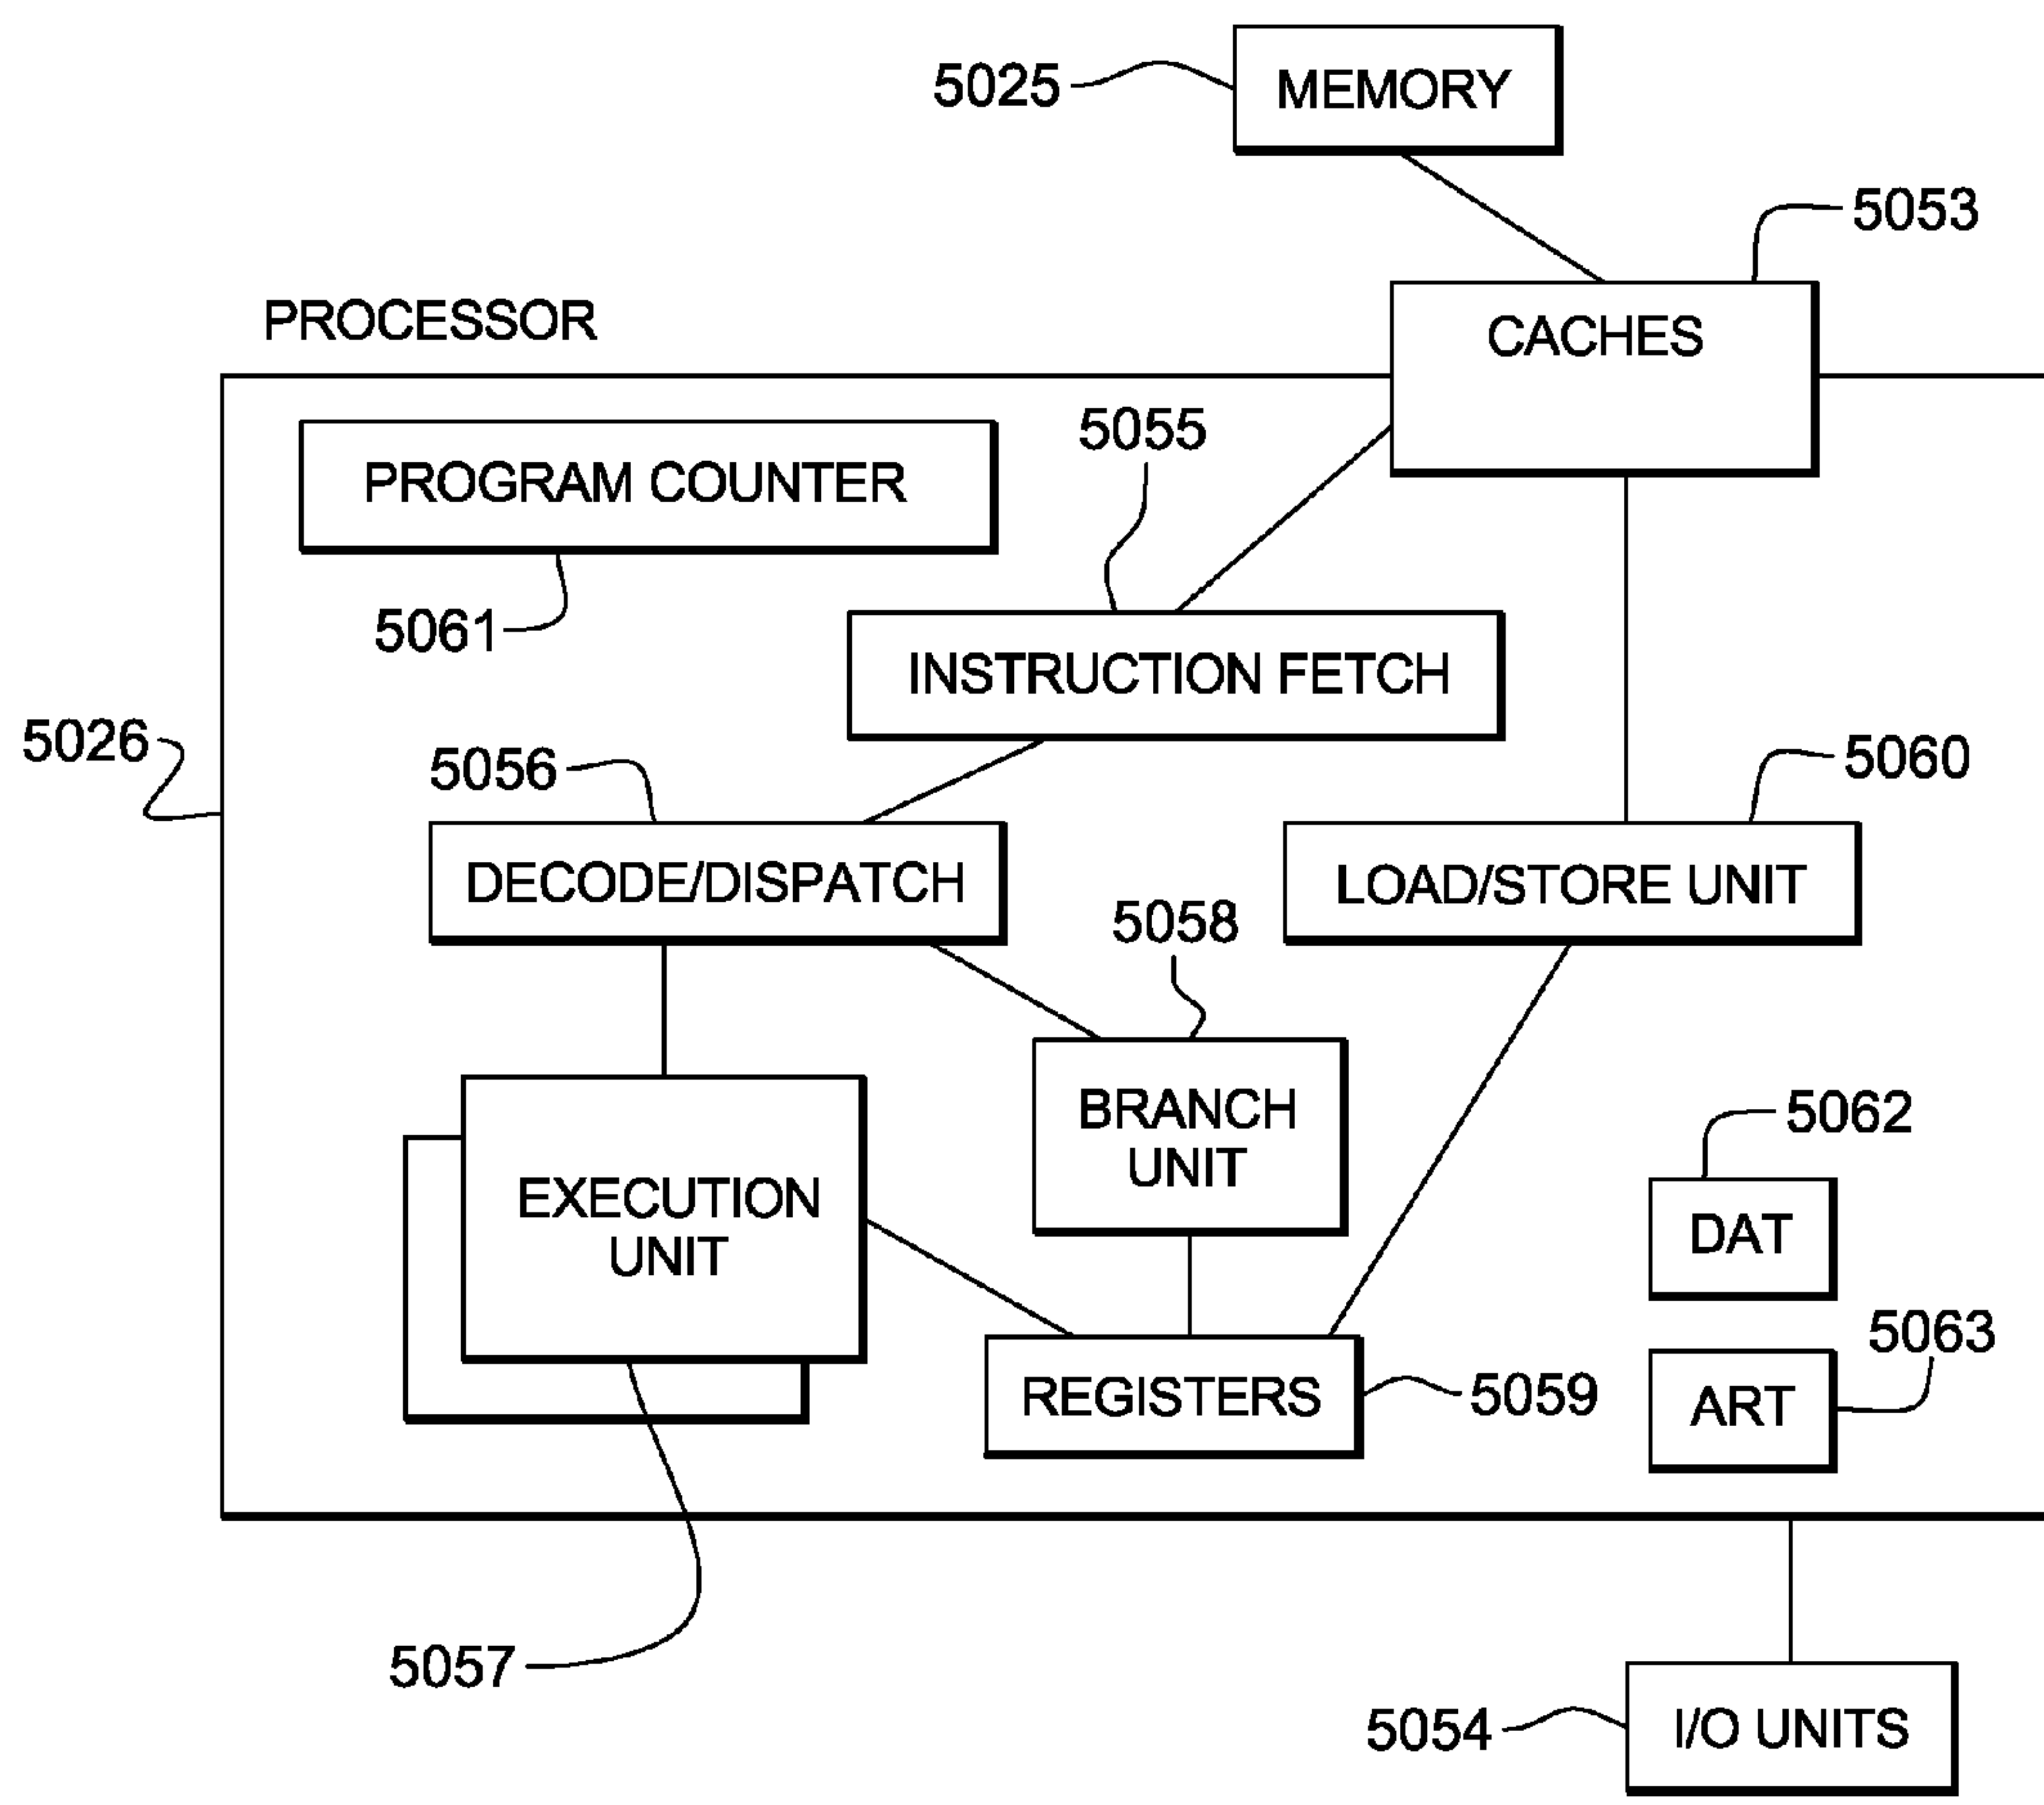 MEMORY
5025
5053
CACHES
PROCESSOR
5055
PROGRAM COUNTER
5061
INSTRUCTION FETCH
5026
5056
5060
DECODE/DISPATCH
LOAD/STORE UNIT
5058
BRANCH
UNIT
5062
EXECUTION
UNIT
DAT
5063
REGISTERS
5059
ART
5057
5054
I/O UNITS